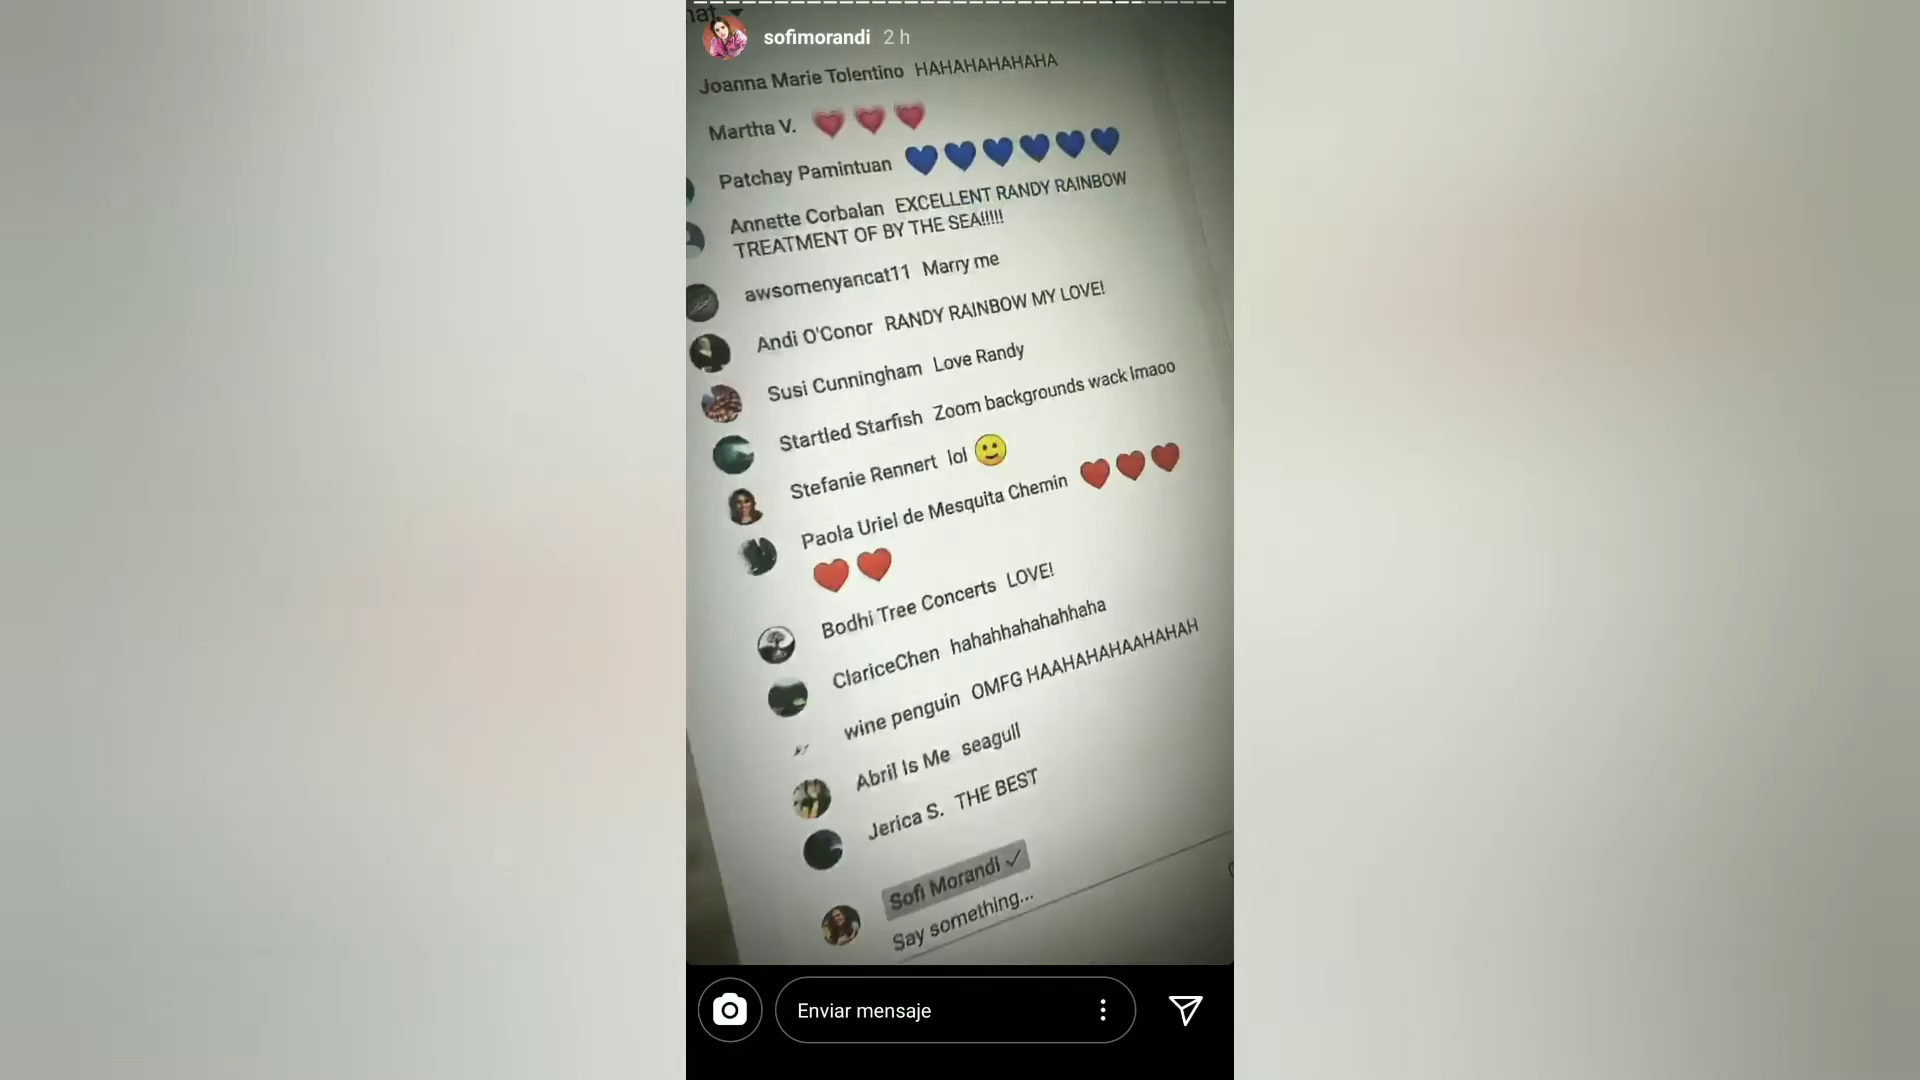 hat
sofimorandi 2 h
Joanna Marie Tolentino HAHAHAHAHAHA
Martha V. 💗 💗 💗
Patchay Pamintuan 💙 💙 💙 💙 💙 💙
Annette Corbalan EXCELLENT RANDY RAINBOW
TREATMENT OF BY THE SEA!!!!!
awsomenyancat11 Marry me
Andi O'Conor RANDY RAINBOW MY LOVE!
Susi Cunningham Love Randy
Startled Starfish Zoom backgrounds wack lmaoo
Stefanie Rennert lol 🙂
Paola Uriel de Mesquita Chemin ❤️ ❤️ ❤️
❤️ ❤️
Bodhi Tree Concerts LOVE!
ClariceChen hahahhahahahhaha
wine penguin OMFG HAAHAHAHAAHAHAH
Abril Is Me seagull
Jerica S. THE BEST
Sofi Morandi ✓
Say something...
Enviar mensaje